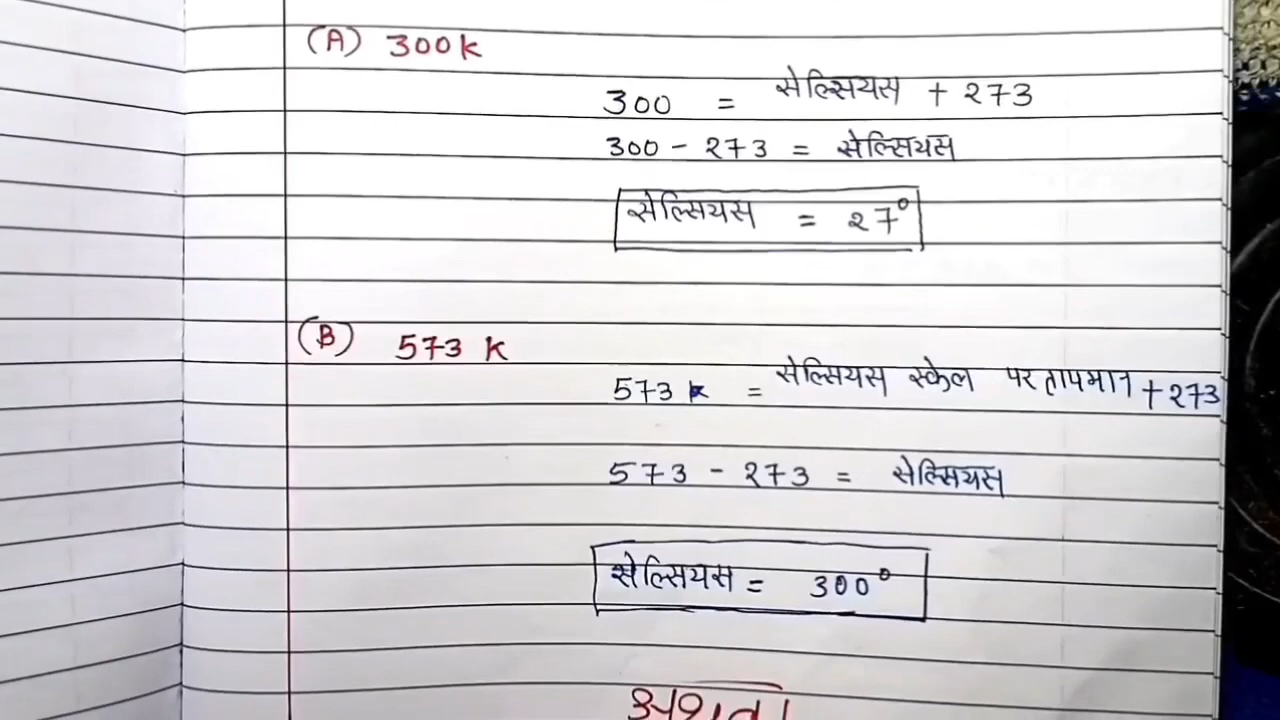 (A) 300k
300 = सेल्सियस + 273
300 - 273 = सेल्सियस
सेल्सियस = 27°
(B) 573 K
573 K = सेल्सियस स्केल पर तापमान + 273
573 - 273 = सेल्सियस
सेल्सियस = 300°